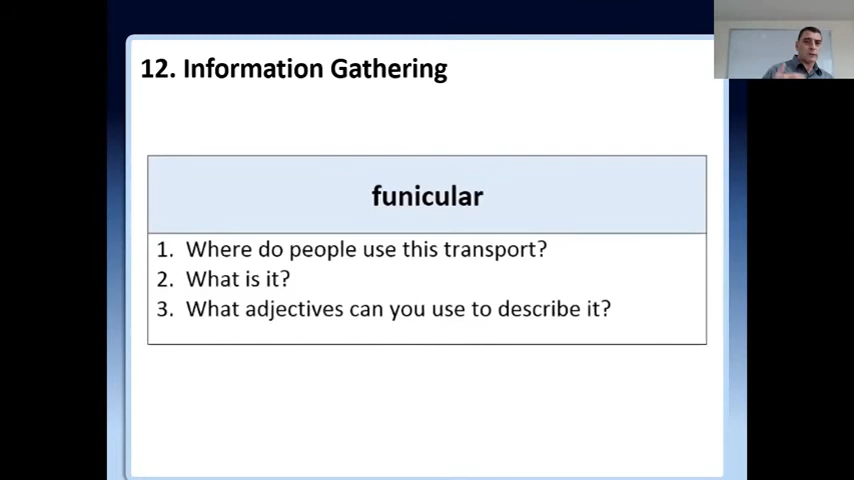 12. Information Gathering
funicular
1. Where do people use this transport?
2. What is it?
3. What adjectives can you use to describe it?